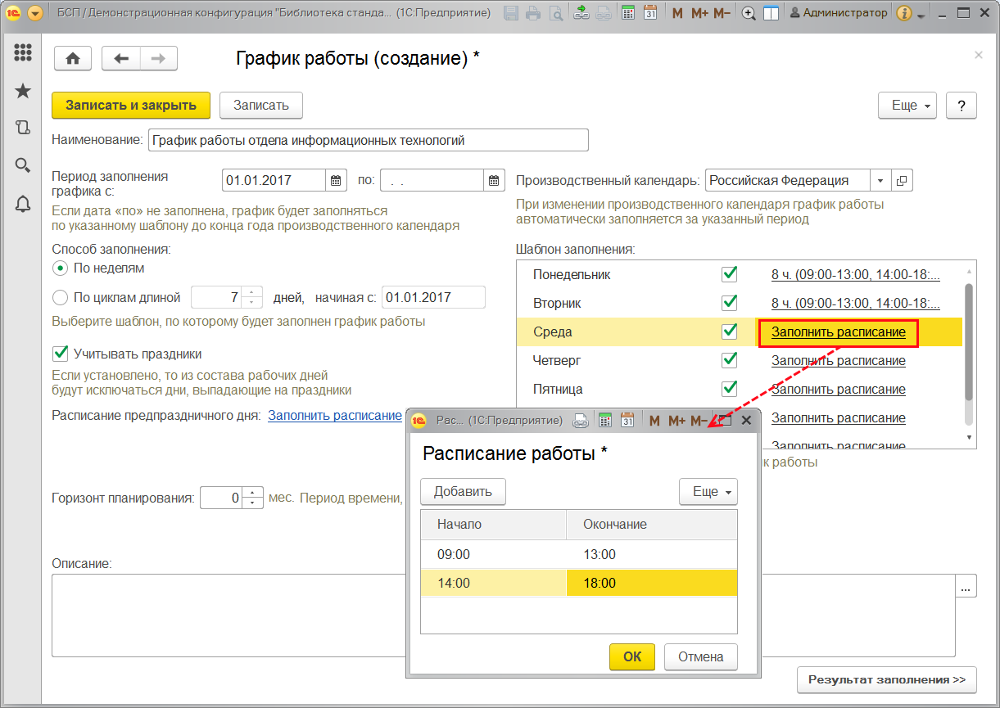 БСП / Демонстрационная конфигурация "Библиотека станда... (1С:Предприятие)
31 M M+ M− Администратор
График работы (создание) *
Записать и закрыть Записать Еще ?
Наименование: График работы отдела информационных технологий
Период заполнения
графика с: 01.01.2017 по: . . Производственный календарь: Российская Федерация
Если дата «по» не заполнена, график будет заполняться
по указанному шаблону до конца года производственного календаря
При изменении производственного календаря график работы
автоматически заполняется за указанный период
Способ заполнения:
По неделям
По циклам длиной 7 дней, начиная с: 01.01.2017
Выберите шаблон, по которому будет заполнен график работы
Учитывать праздники
Если установлено, то из состава рабочих дней
будут исключаться дни, выпадающие на праздники
Расписание предпраздничного дня: Заполнить расписание
Шаблон заполнения:
Понедельник 8 ч. (09:00-13:00, 14:00-18:...
Вторник 8 ч. (09:00-13:00, 14:00-18:...
Среда Заполнить расписание
Четверг Заполнить расписание
Пятница Заполнить расписание
Заполнить расписание
Заполнить расписание
к работы
Горизонт планирования: 0 мес. Период времени,
Описание:
...
Рас... (1С:Предприятие) 31 M M+ M−
Расписание работы *
Добавить Еще
Начало Окончание
09:00 13:00
14:00 18:00
ОК Отмена
Результат заполнения >>